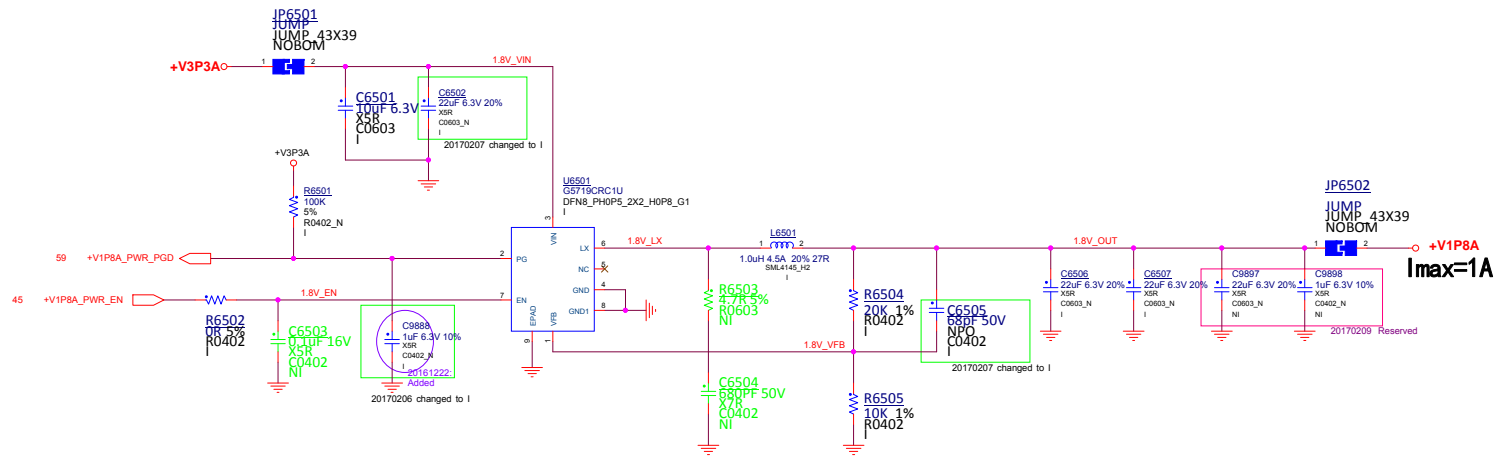 JP6501
JUMP
JUMP_43X39
NOBOM
+V3P3A
1
2
1.8V_VIN
C6501
10uF 6.3V
X5R
C0603
I
C6502
22uF 6.3V 20%
X5R
C0603_N
I
20170207 changed to I
+V3P3A
R6501
100K
5%
R0402_N
I
U6501
G5719CRC1U
DFN8_PH0P5_2X2_H0P8_G1
I
59
+V1P8A_PWR_PGD
45
+V1P8A_PWR_EN
1.8V_EN
R6502
0R 5%
R0402
I
C6503
0.1uF 16V
X5R
C0402
NI
C9888
1uF 6.3V 10%
X5R
C0402_N
I
20161222:
Added
20170206 changed to I
3
VIN
2
PG
7
EN
EPAD
9
VFB
1
LX
6
NC
5
GND
4
GND1
8
1.8V_LX
L6501
1
2
1.0uH 4.5A 20% 27R
SML4145_H2
I
R6503
4.7R 5%
R0603
NI
C6504
680PF 50V
X7R
C0402
NI
R6504
20K 1%
R0402
I
C6505
68pF 50V
NPO
C0402
I
20170207 changed to I
1.8V_VFB
R6505
10K 1%
R0402
I
1.8V_OUT
C6506
22uF 6.3V 20%
X5R
C0603_N
I
C6507
22uF 6.3V 20%
X5R
C0603_N
I
C9897
22uF 6.3V 20%
X5R
C0603_N
NI
C9898
1uF 6.3V 10%
X5R
C0402_N
NI
20170209 Reserved
JP6502
JUMP
JUMP_43X39
NOBOM
1
2
+V1P8A
Imax=1A